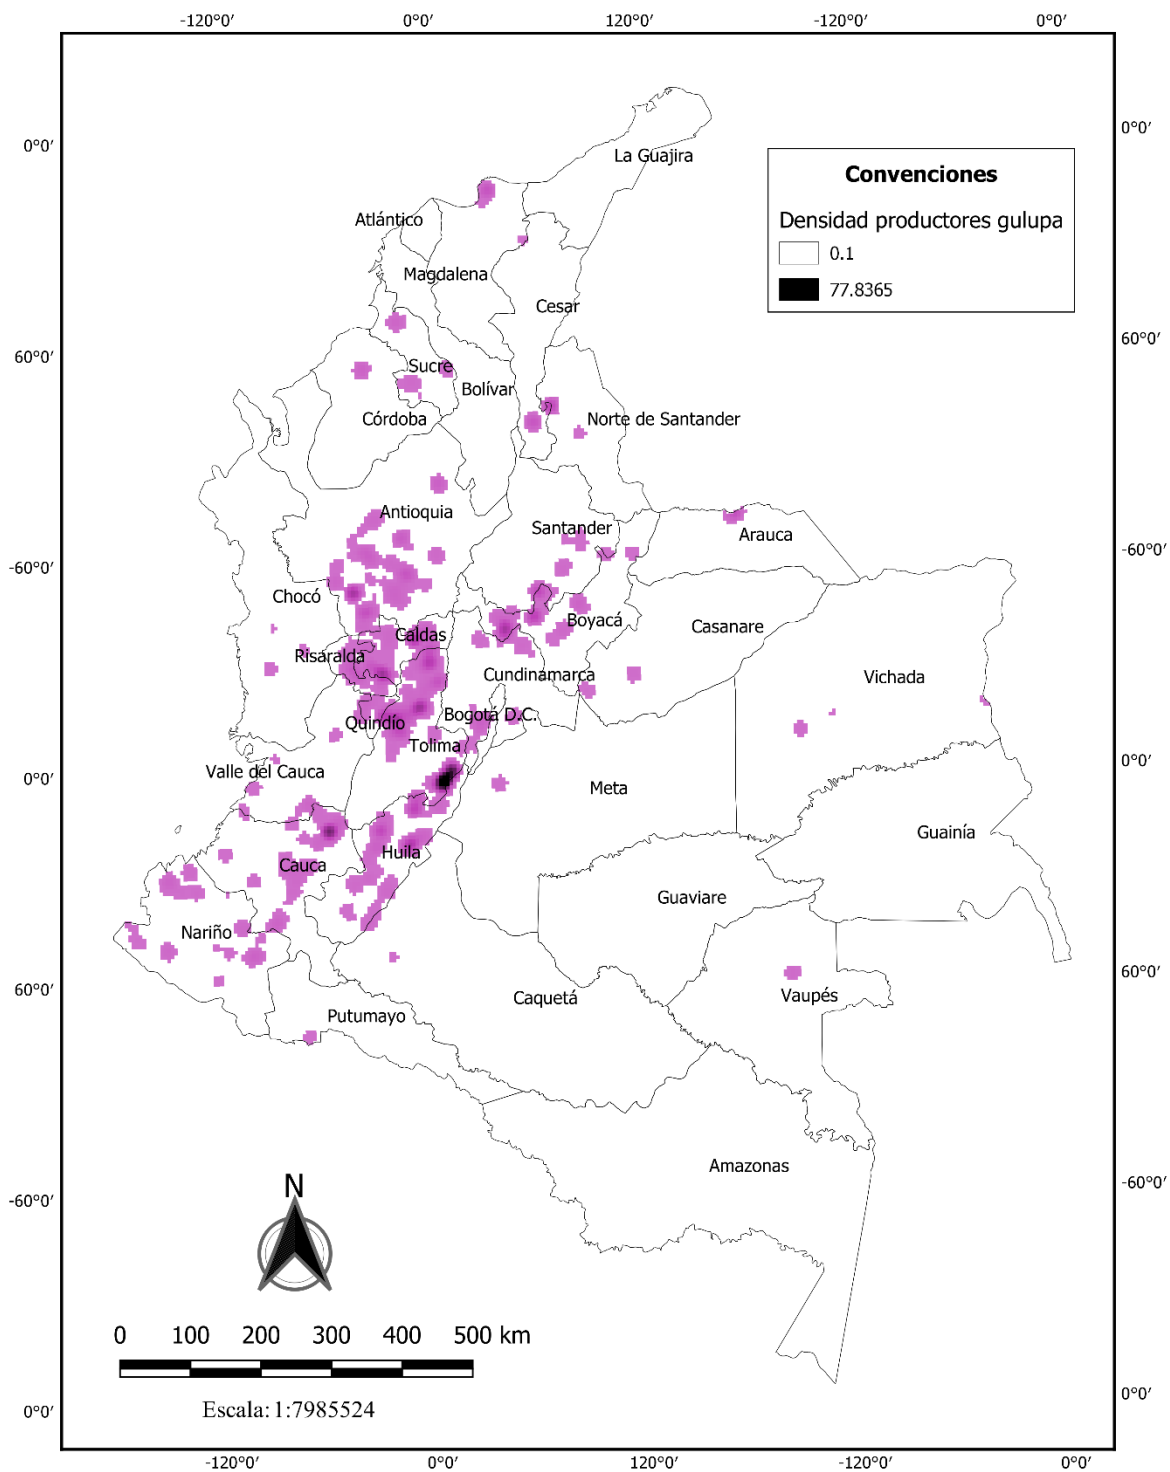 -120°0′ 0°0′ 120°0′ -120°0′ 0°0′
0°0′
0°0′
La Guajira
Convenciones
Densidad productores gulupa
0.1
77.8365
Atlántico
Magdalena
Cesar
60°0′
60°0′
Sucre
Bolívar
Córdoba
Norte de Santander
Antioquia
Santander
Arauca
-60°0′
-60°0′
Chocó
Boyacá
Casanare
Caldas
Risaralda
Cundinamarca
Vichada
Quindío
Bogotá D.C.
Tolima
0°0′
Valle del Cauca
0°0′
Meta
Guainía
Huila
Cauca
Guaviare
Nariño
60°0′
60°0′
Vaupés
Caquetá
Putumayo
Amazonas
-60°0′
-60°0′
N
0 100 200 300 400 500 km
Escala: 1:7985524
0°0′
0°0′
-120°0′ 0°0′ 120°0′ -120°0′ 0°0′